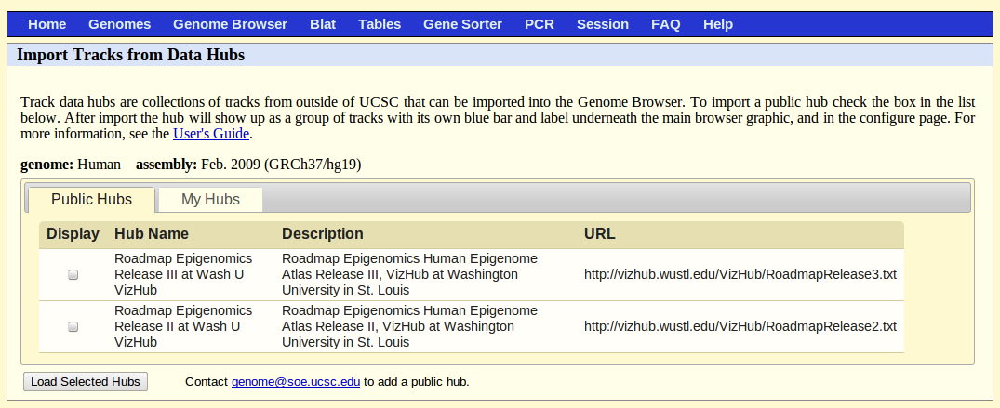 Home Genomes Genome Browser Blat Tables Gene Sorter PCR Session FAQ Help
Import Tracks from Data Hubs
Track data hubs are collections of tracks from outside of UCSC that can be imported into the Genome Browser. To import a public hub check the box in the list
below. After import the hub will show up as a group of tracks with its own blue bar and label underneath the main browser graphic, and in the configure page. For
more information, see the User's Guide.
genome: Human assembly: Feb. 2009 (GRCh37/hg19)
Public Hubs My Hubs
Display Hub Name Description URL
Roadmap Epigenomics
Release III at Wash U
VizHub
Roadmap Epigenomics Human Epigenome
Atlas Release III, VizHub at Washington
University in St. Louis
http://vizhub.wustl.edu/VizHub/RoadmapRelease3.txt
Roadmap Epigenomics
Release II at Wash U
VizHub
Roadmap Epigenomics Human Epigenome
Atlas Release II, VizHub at Washington
University in St. Louis
http://vizhub.wustl.edu/VizHub/RoadmapRelease2.txt
Load Selected Hubs Contact genome@soe.ucsc.edu to add a public hub.